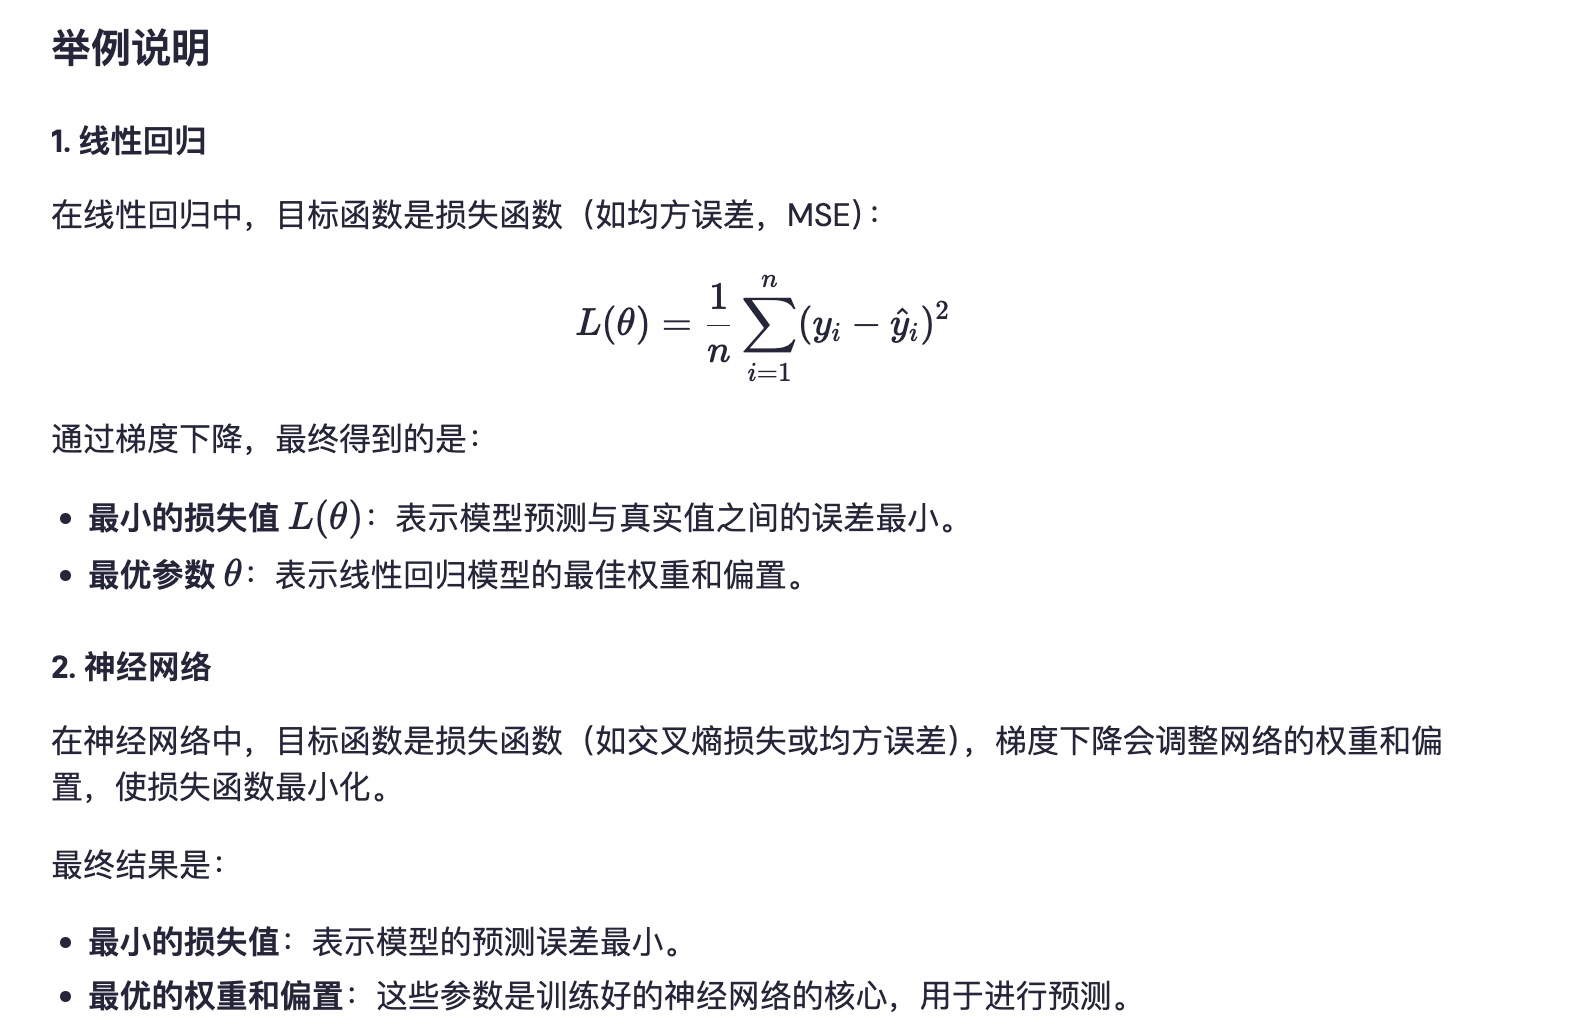 举例说明
1. 线性回归
在线性回归中，目标函数是损失函数（如均方误差，MSE）：
L(θ) = \frac{1}{n} \sum_{i=1}^{n} (y_i − ŷ_i)^2
通过梯度下降，最终得到的是：
• 最小的损失值 L(θ)：表示模型预测与真实值之间的误差最小。
• 最优参数 θ：表示线性回归模型的最佳权重和偏置。
2. 神经网络
在神经网络中，目标函数是损失函数（如交叉熵损失或均方误差），梯度下降会调整网络的权重和偏
置，使损失函数最小化。
最终结果是：
• 最小的损失值：表示模型的预测误差最小。
• 最优的权重和偏置：这些参数是训练好的神经网络的核心，用于进行预测。